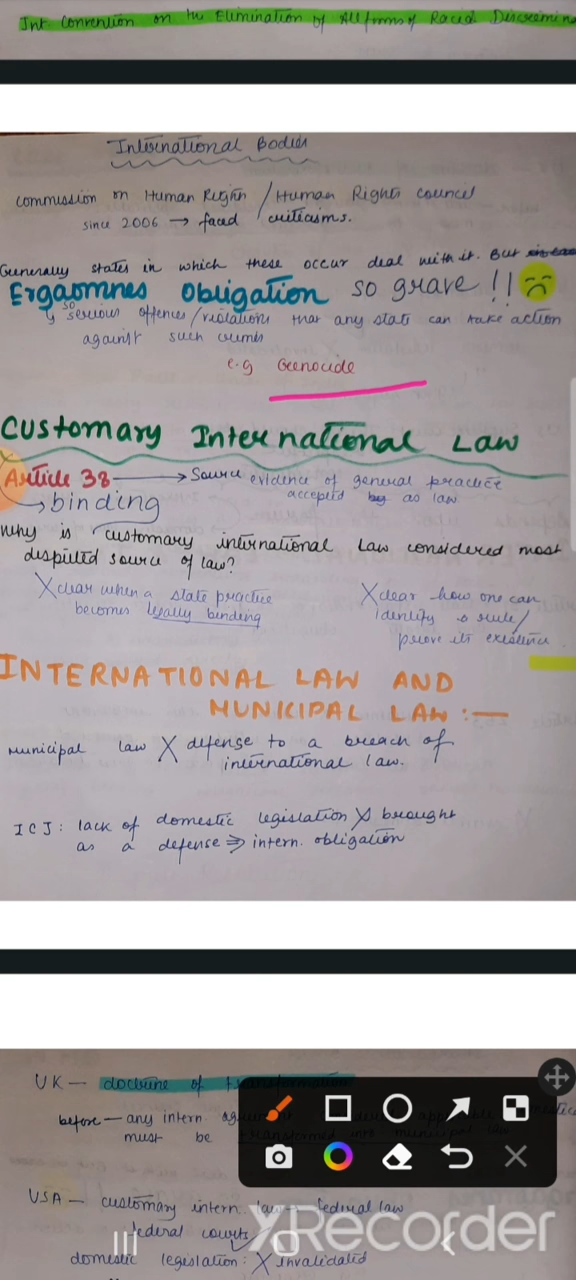 Int Convention on the Elimination of All forms of Racial Discrimina
International Bodies
Commission on Human Rights / Human Rights Council
since 2006 → faced criticisms.
Generally states in which these occur deal with it. But
Ergaomnes Obligation so grave !!
↳ so serious offences/violations that any state can take action
against such crimes
e.g Genocide
Customary International Law
Article 38 → Source evidence of general practice
accepted as law
→ binding
Why is customary international Law considered most
disputed source of law?
X clear when a state practice
becomes legally binding
X clear how one can
identify a rule/
prove its existence
INTERNATIONAL LAW AND
MUNICIPAL LAW :—
Municipal law X defense to a breach of
international law.
ICJ : lack of domestic legislation X brought
as a defense ⇒ intern. obligation
UK — doctrine of transformation
before — any intern.
must be transformed into municipal law
USA — customary intern. law → federal law
federal courts
domestic legislation : X invalidated
XRecorder